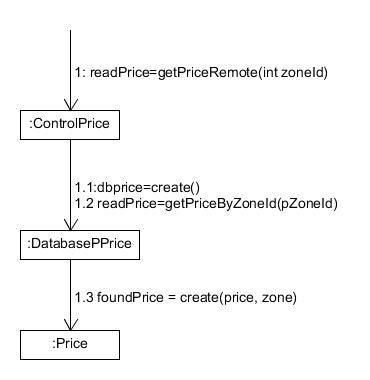 1: readPrice=getPriceRemote(int zoneId)
:ControlPrice
1.1:dbprice=create()
1.2 readPrice=getPriceByZoneId(pZoneId)
:DatabasePPrice
1.3 foundPrice = create(price, zone)
:Price